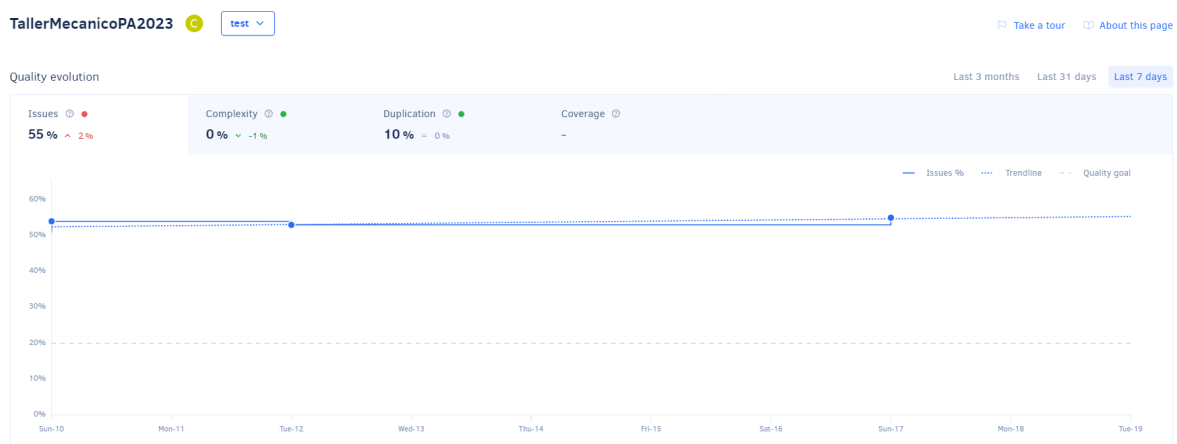 TallerMecanicoPA2023 C test
Take a tour About this page
Quality evolution
Last 3 months Last 31 days Last 7 days
Issues Complexity Duplication Coverage
55 % 2 % 0 % -1 % 10 % = 0 % -
Issues % Trendline Quality goal
60%
50%
40%
30%
20%
10%
0%
Sun-10 Mon-11 Tue-12 Wed-13 Thu-14 Fri-15 Sat-16 Sun-17 Mon-18 Tue-19